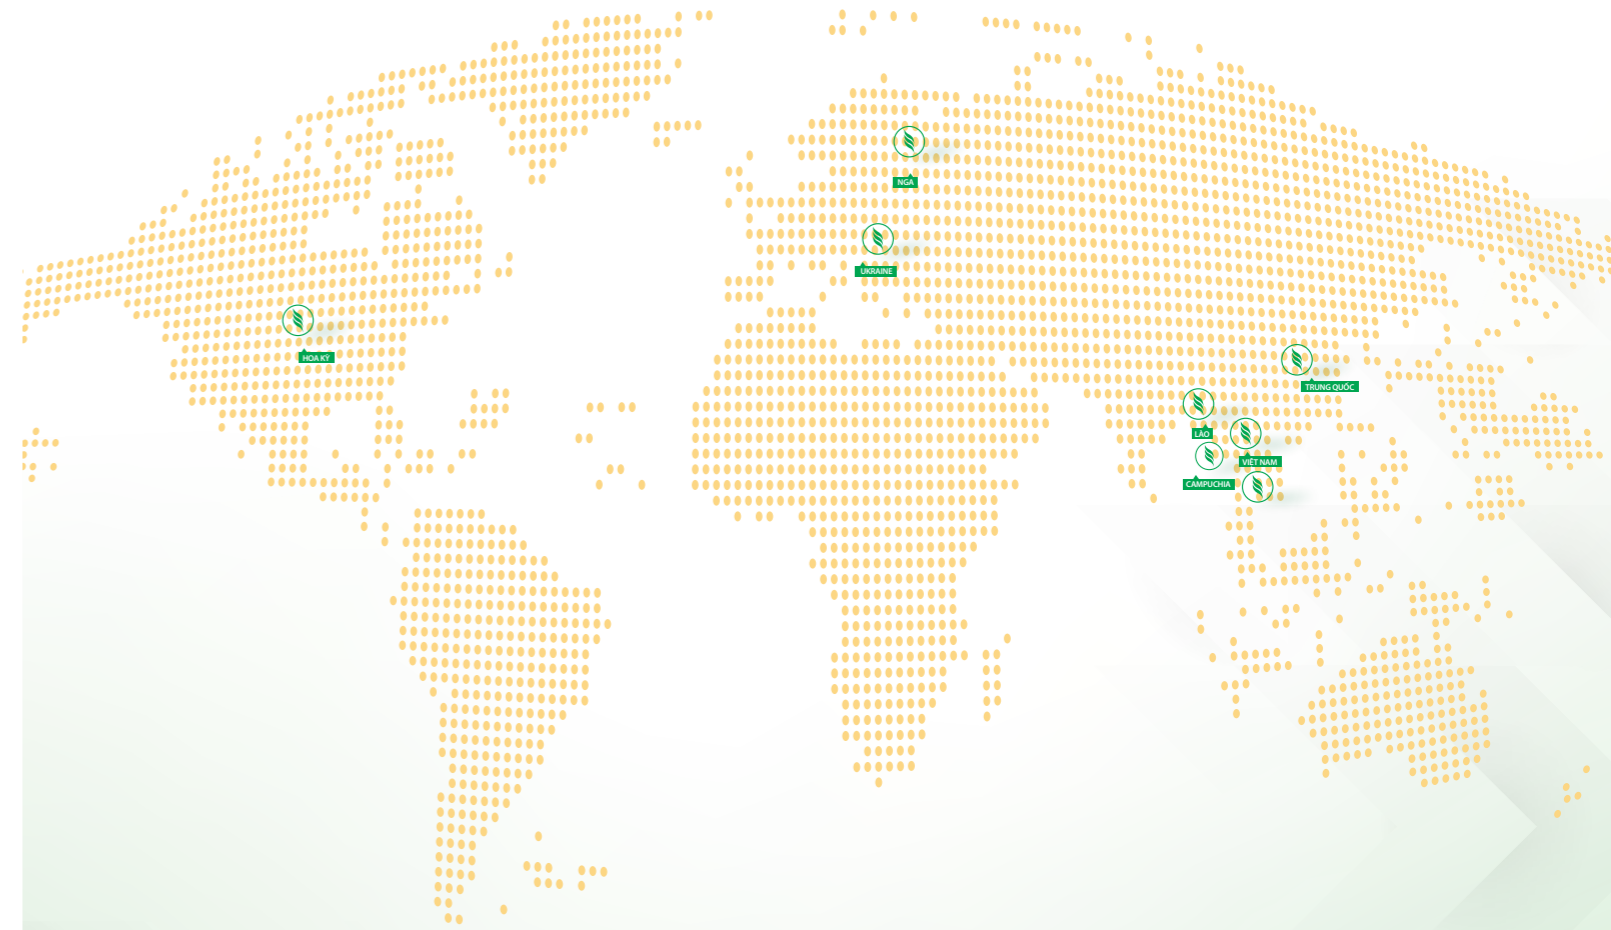 NGA
UKRAINE
HOA KỲ
TRUNG QUỐC
LÀO
VIỆT NAM
CAMPUCHIA